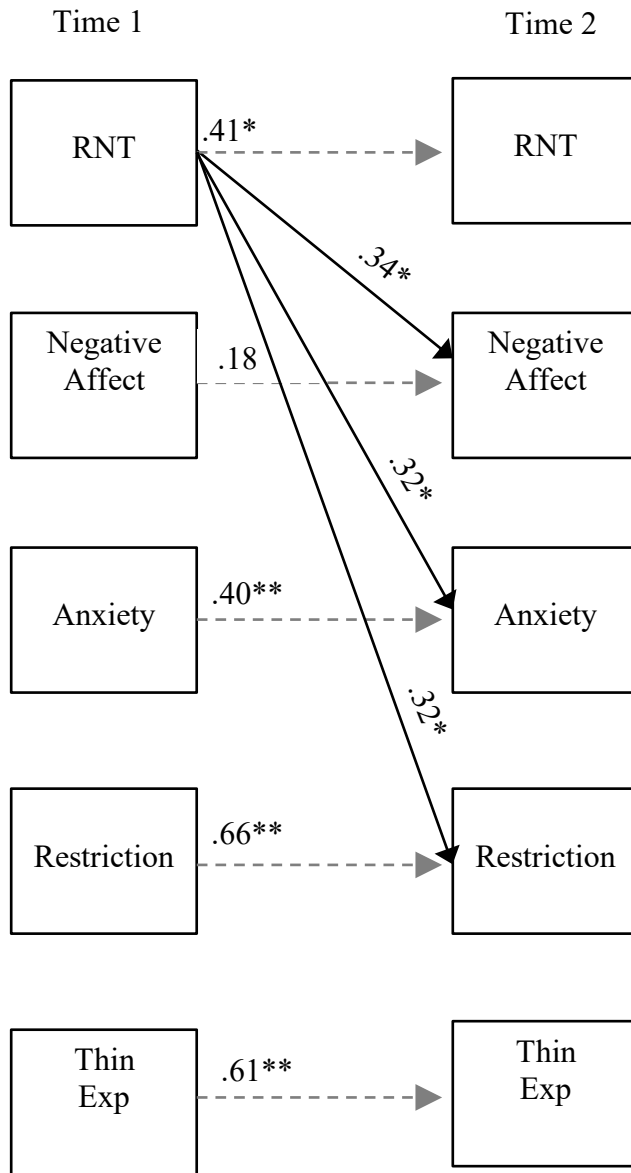 Time 1
Time 2
RNT
.41*
RNT
.34*
Negative
Affect
.18
Negative
Affect
.32*
Anxiety
.40**
Anxiety
.32*
Restriction
.66**
Restriction
Thin
Exp
.61**
Thin
Exp